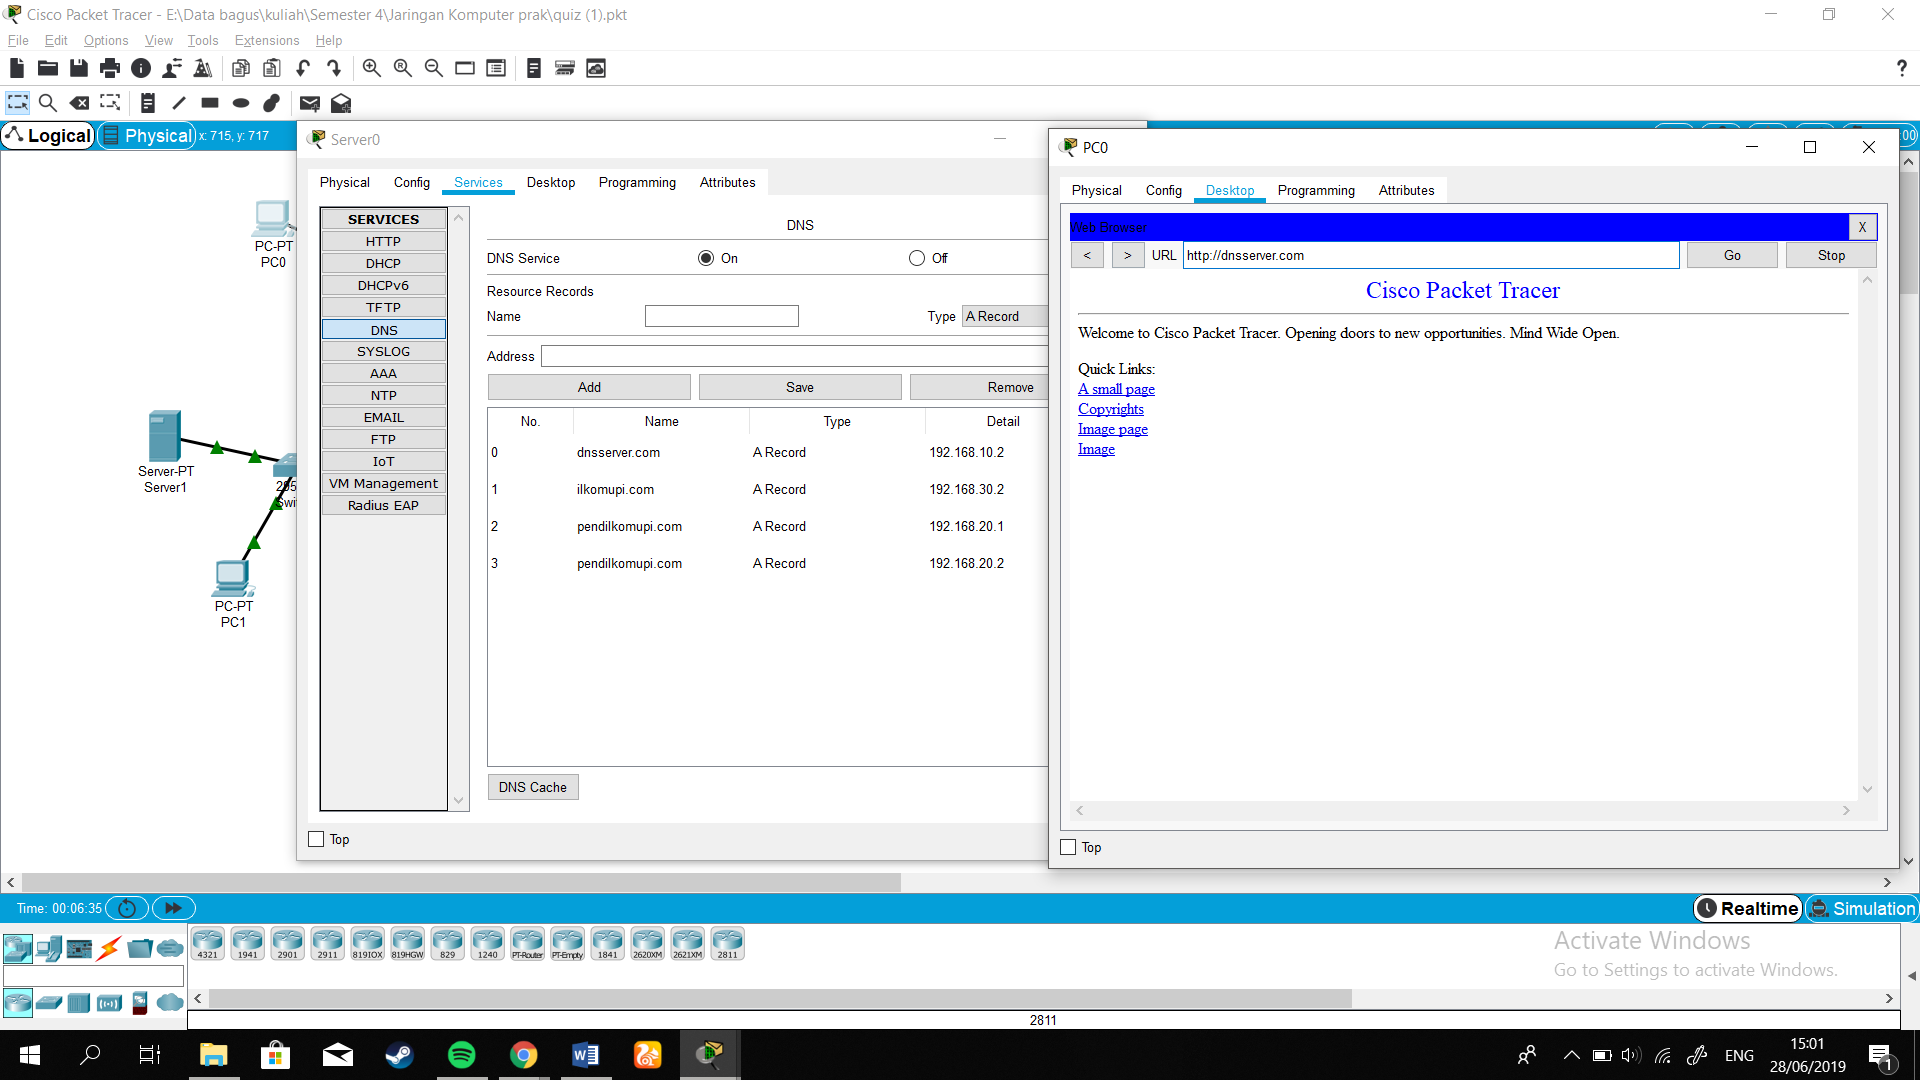 Cisco Packet Tracer - E:\Data bagus\kuliah\Semester 4\Jaringan Komputer prak\quiz (1).pkt
File Edit Options View Tools Extensions Help
?
Logical Physical x: 715, y: 717
:00
PC-PT
PC0
Server-PT
Server1
295
Swit
PC-PT
PC1
Server0
Physical Config Services Desktop Programming Attributes
SERVICES
HTTP
DHCP
DHCPv6
TFTP
DNS
SYSLOG
AAA
NTP
EMAIL
FTP
IoT
VM Management
Radius EAP
DNS
DNS Service On Off
Resource Records
Name Type A Record
Address
Add Save Remove
No. Name Type Detail
0 dnsserver.com A Record 192.168.10.2
1 ilkomupi.com A Record 192.168.30.2
2 pendilkomupi.com A Record 192.168.20.1
3 pendilkomupi.com A Record 192.168.20.2
DNS Cache
Top
PC0
Physical Config Desktop Programming Attributes
Web Browser X
< > URL http://dnsserver.com Go Stop
Cisco Packet Tracer
Welcome to Cisco Packet Tracer. Opening doors to new opportunities. Mind Wide Open.
Quick Links:
A small page
Copyrights
Image page
Image
Top
Time: 00:06:35
Realtime Simulation
4321 1941 2901 2911 819IOX 819HGW 829 1240 PT-Router PT-Empty 1841 2620XM 2621XM 2811
Activate Windows
Go to Settings to activate Windows.
2811
ENG
15:01
28/06/2019
1